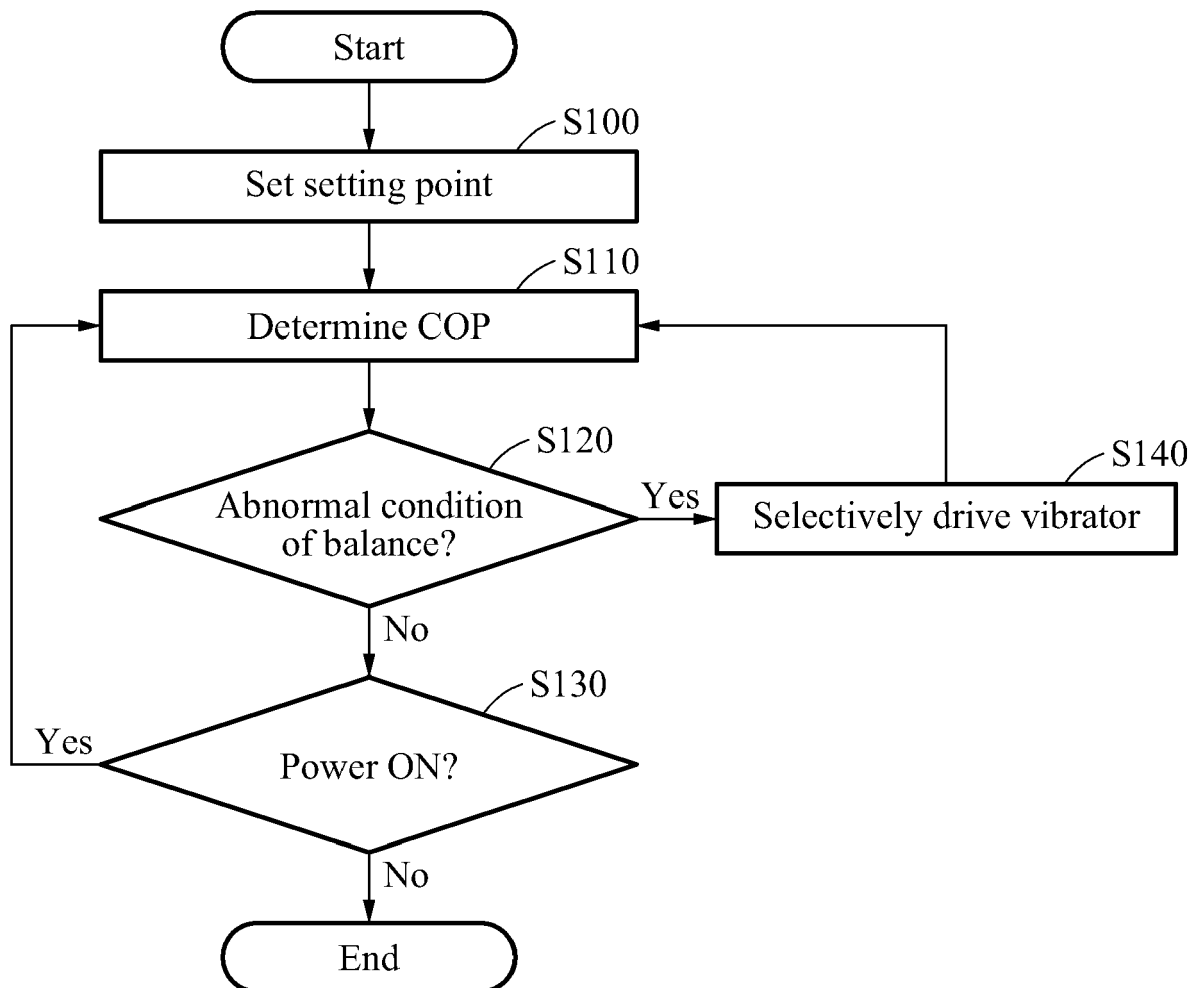 Start
S100
Set setting point
S110
Determine COP
S120
Abnormal condition
of balance?
Yes
S140
Selectively drive vibrator
No
S130
Power ON?
Yes
No
End